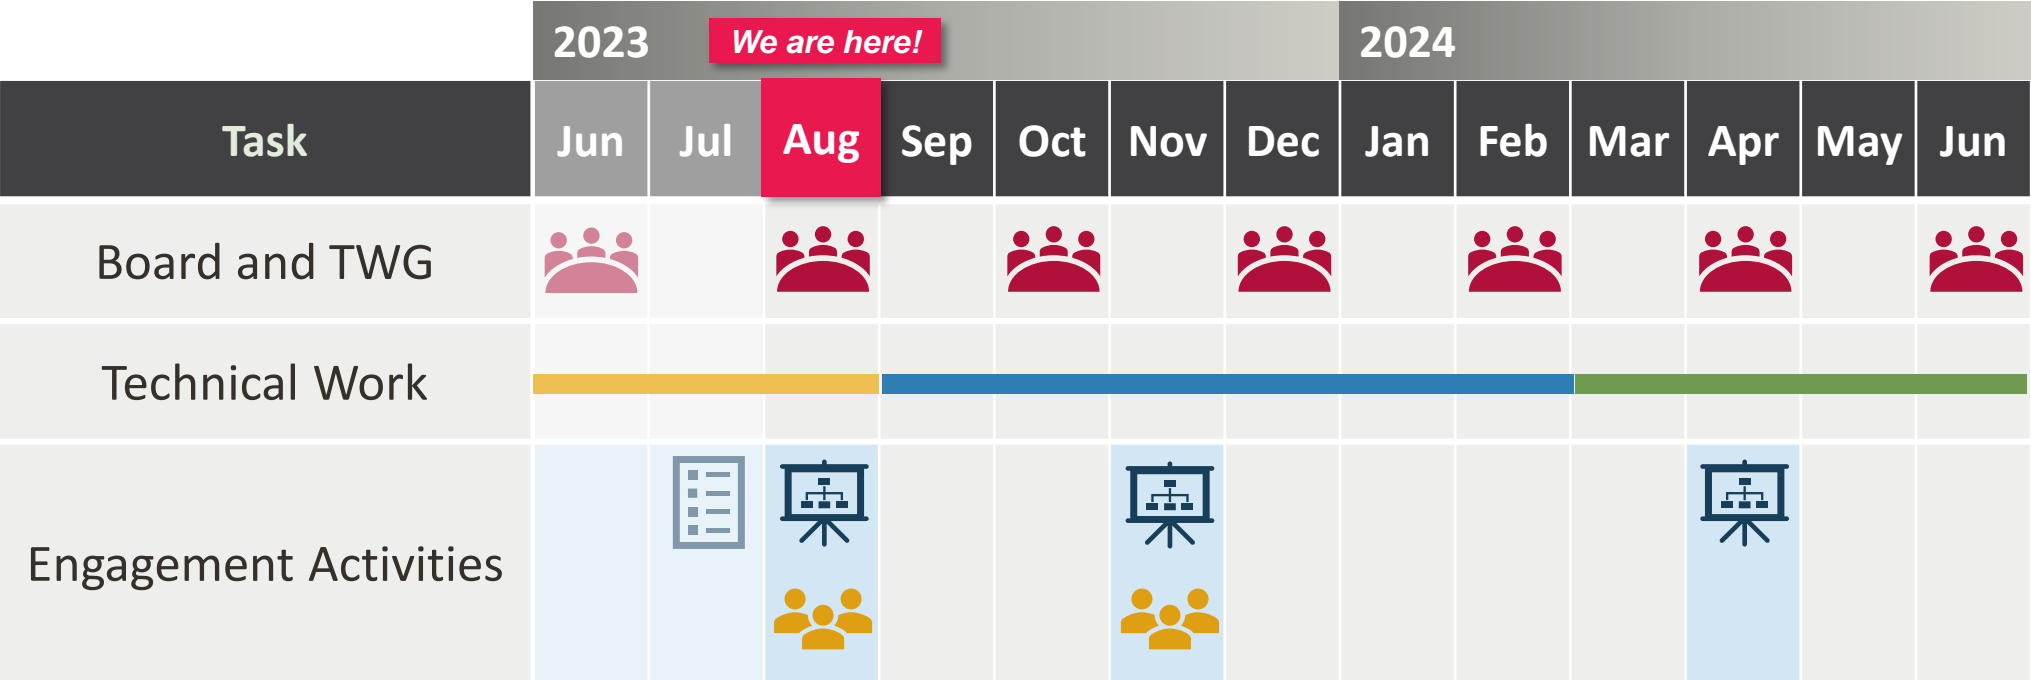 2023 We are here! 2024
Task Jun Jul Aug Sep Oct Nov Dec Jan Feb Mar Apr May Jun
Board and TWG
Technical Work
Engagement Activities